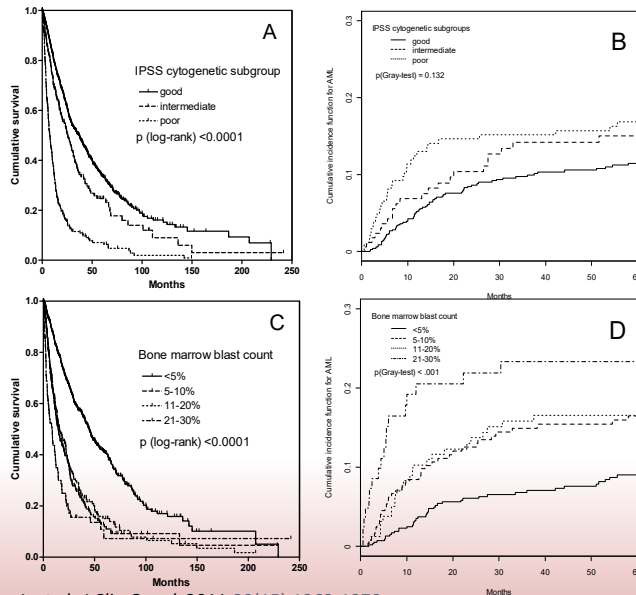 A
IPSS cytogenetic subgroup
good
intermediate
poor
p (log-rank) <0.0001
Cumulative survival
1.0
0.8
0.6
0.4
0.2
0.0
0 50 100 150 200 250
Months
B
IPSS cytogenetic subgroups
good
intermediate
poor
p(Gray-test) = 0.132
Cumulative incidence function for AML
0.3
0.2
0.1
0
0 10 20 30 40 50 60
Months
C
Bone marrow blast count
<5%
5-10%
11-20%
21-30%
p (log-rank) <0.0001
Cumulative survival
1.0
0.8
0.6
0.4
0.2
0.0
0 50 100 150 200 250
Months
D
Bone marrow blast count
<5%
5-10%
11-20%
21-30%
p(Gray-test) < .001
Cumulative incidence function for AML
0.3
0.2
0.1
0
0 10 20 30 40 50 60
Months